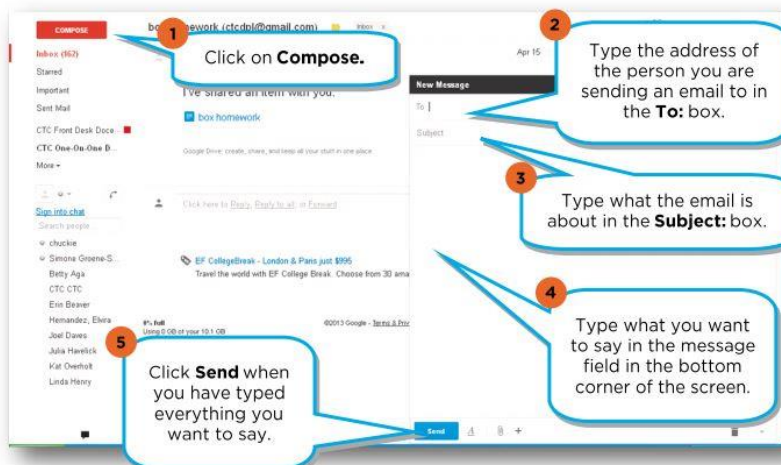 COMPOSE
Inbox (162)
Starred
Important
Sent Mail
CTC Front Desk Doce...
CTC One-On-One D...
More
Sign into chat
Search people
chuckie
Simona Groene-S...
Betty Aga
CTC CTC
Erin Beaver
Hernandez, Elvira
Joel Daves
Julia Havelick
Kat Overholt
Linda Henry
ework (ctcdpl@gmail.com)
Inbox x
Apr 15
I've shared an item with you.
box homework
Google Drive: create, share, and keep all your stuff in one place.
Click here to Reply, Reply to all, or Forward
EF CollegeBreak - London & Paris just $995
Travel the world with EF College Break. Choose from 30 ama
0% full
Using 0 GB of your 10.1 GB
©2013 Google - Terms & Priv
New Message
To
Subject
Send
A
1
Click on Compose.
2
Type the address of
the person you are
sending an email to in
the To: box.
3
Type what the email is
about in the Subject: box.
4
Type what you want
to say in the message
field in the bottom
corner of the screen.
5
Click Send when
you have typed
everything you
want to say.